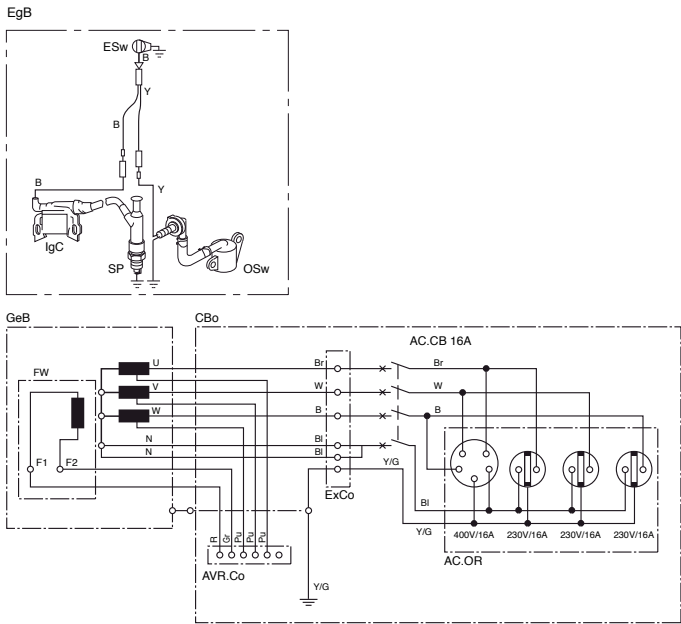 EgB
ESw
B
Y
B
B
Y
IgC
SP
OSw
GeB
CBo
AC.CB 16A
FW
U
Br
Br
V
W
W
W
B
B
N
Bl
N
Bl
Y/G
F1
F2
ExCo
Bl
Y/G
400V/16A
230V/16A
230V/16A
230V/16A
R
Gr
Pu
Pu
Pu
AC.OR
AVR.Co
Y/G